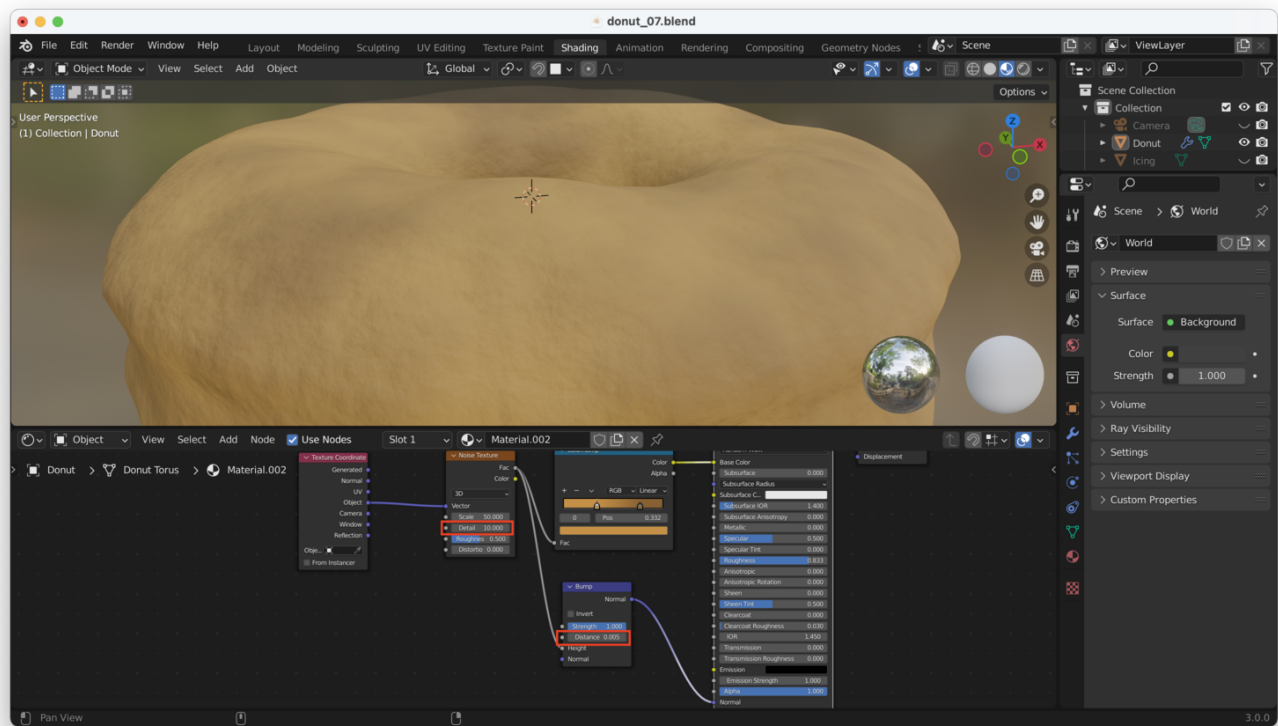 donut_07.blend
File Edit Render Window Help Layout Modeling Sculpting UV Editing Texture Paint Shading Animation Rendering Compositing Geometry Nodes Scene ViewLayer
Object Mode View Select Add Object Global
Options
User Perspective
(1) Collection | Donut
Z
Y
X
Scene Collection
Collection
Camera
Donut
Icing
Scene > World
World
Preview
Surface
Surface Background
Color
Strength 1.000
Volume
Ray Visibility
Settings
Viewport Display
Custom Properties
Object View Select Add Node Use Nodes Slot 1 Material.002
Donut > Donut Torus > Material.002
Texture Coordinate
Generated
Normal
UV
Object
Camera
Window
Reflection
Obje..
From Instancer
Noise Texture
Fac
Color
3D
Vector
Scale 50.000
Detail 10.000
Roughnes 0.500
Distortio 0.000
Color
Alpha
+ − RGB Linear
0 Pos 0.332
Fac
Bump
Normal
Invert
Strength 1.000
Distance 0.005
Height
Normal
Base Color
Subsurface 0.000
Subsurface Radius
Subsurface C...
Subsurface IOR 1.400
Subsurface Anisotropy 0.000
Metallic 0.000
Specular 0.500
Specular Tint 0.000
Roughness 0.833
Anisotropic 0.000
Anisotropic Rotation 0.000
Sheen 0.000
Sheen Tint 0.500
Clearcoat 0.000
Clearcoat Roughness 0.030
IOR 1.450
Transmission 0.000
Transmission Roughness 0.000
Emission
Emission Strength 1.000
Alpha 1.000
Normal
Displacement
Pan View
3.0.0